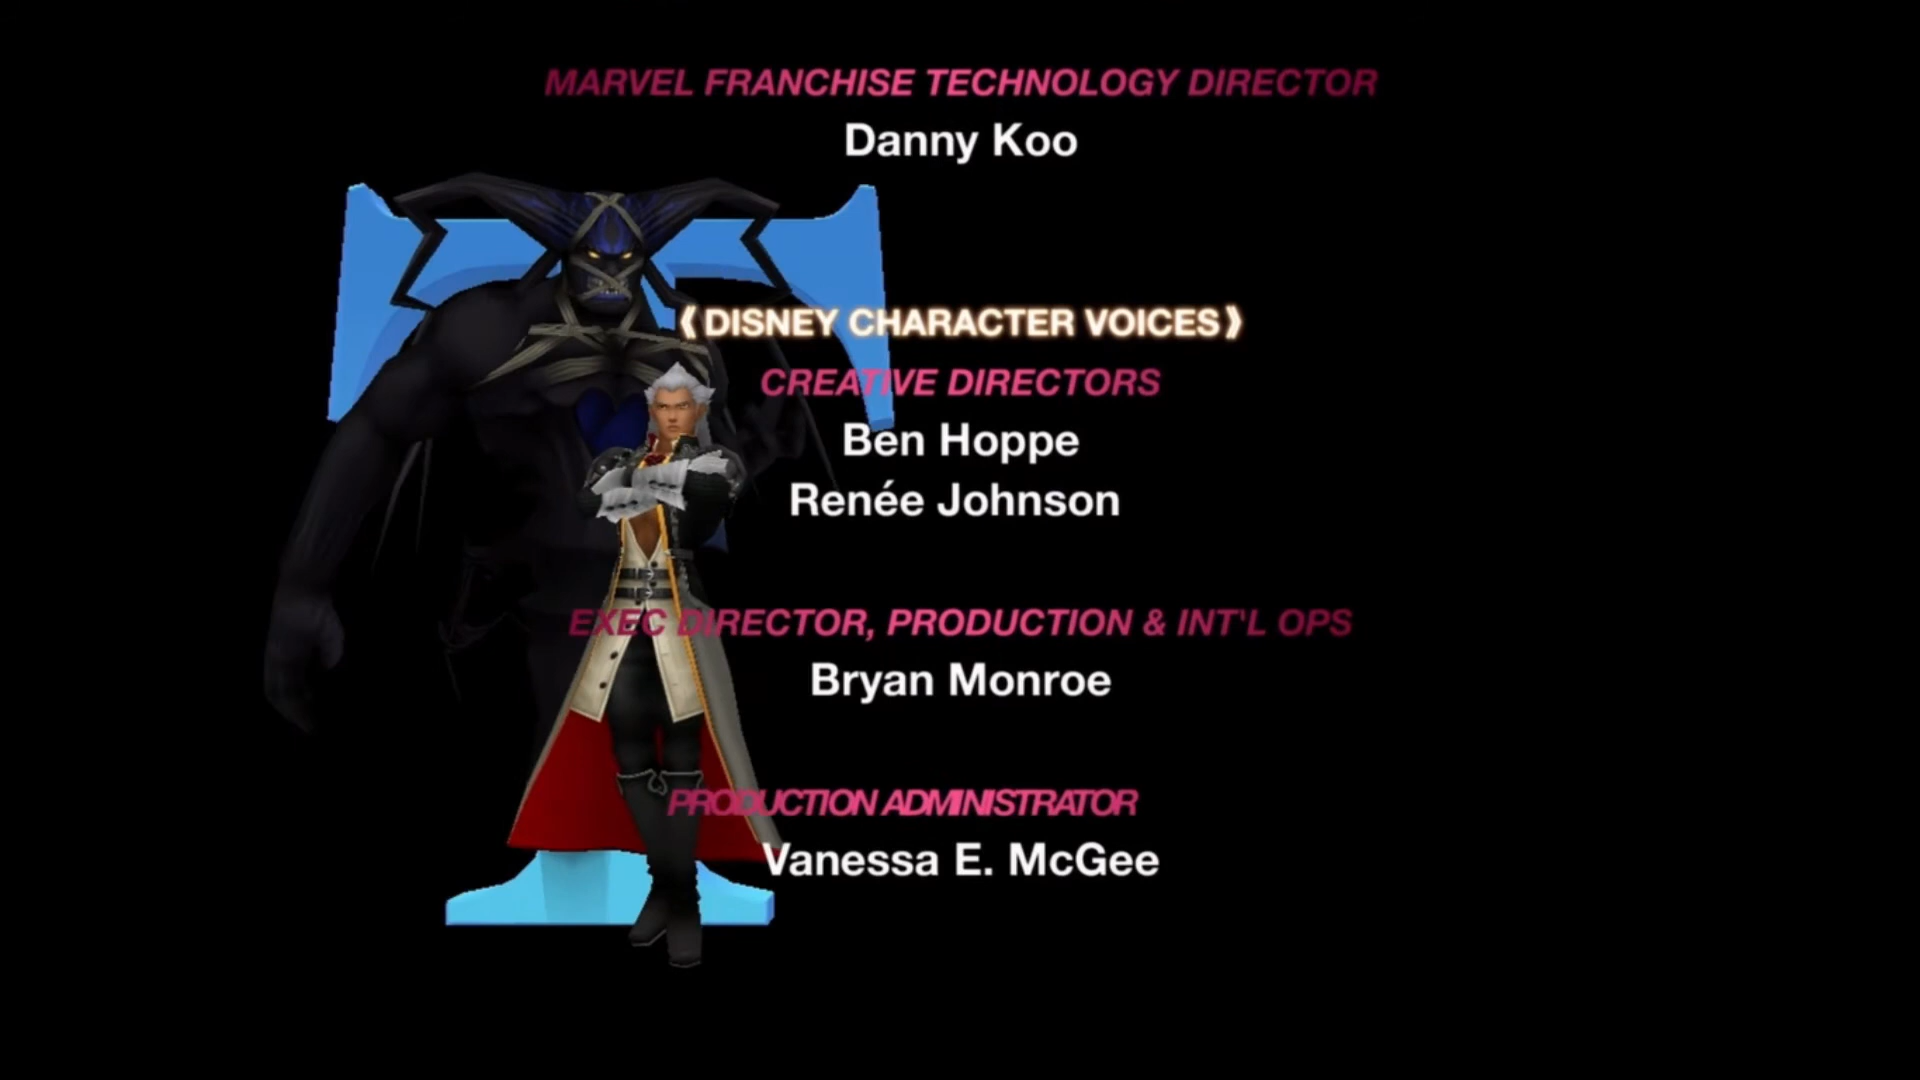 MARVEL FRANCHISE TECHNOLOGY DIRECTOR
Danny Koo
T
《DISNEY CHARACTER VOICES》
CREATIVE DIRECTORS
Ben Hoppe
Renée Johnson
EXEC DIRECTOR, PRODUCTION & INT'L OPS
Bryan Monroe
PRODUCTION ADMINISTRATOR
Vanessa E. McGee